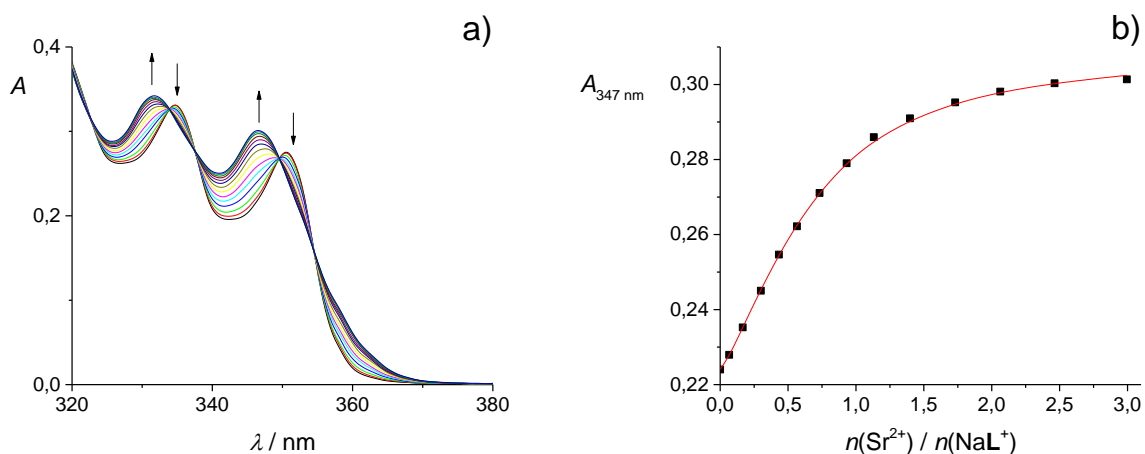 a)
0,4
A
0,2
0,0
320 340 360 380
λ / nm
b)
A347 nm
0,30
0,28
0,26
0,24
0,22
0,0 0,5 1,0 1,5 2,0 2,5 3,0
n(Sr²⁺) / n(NaL⁺)